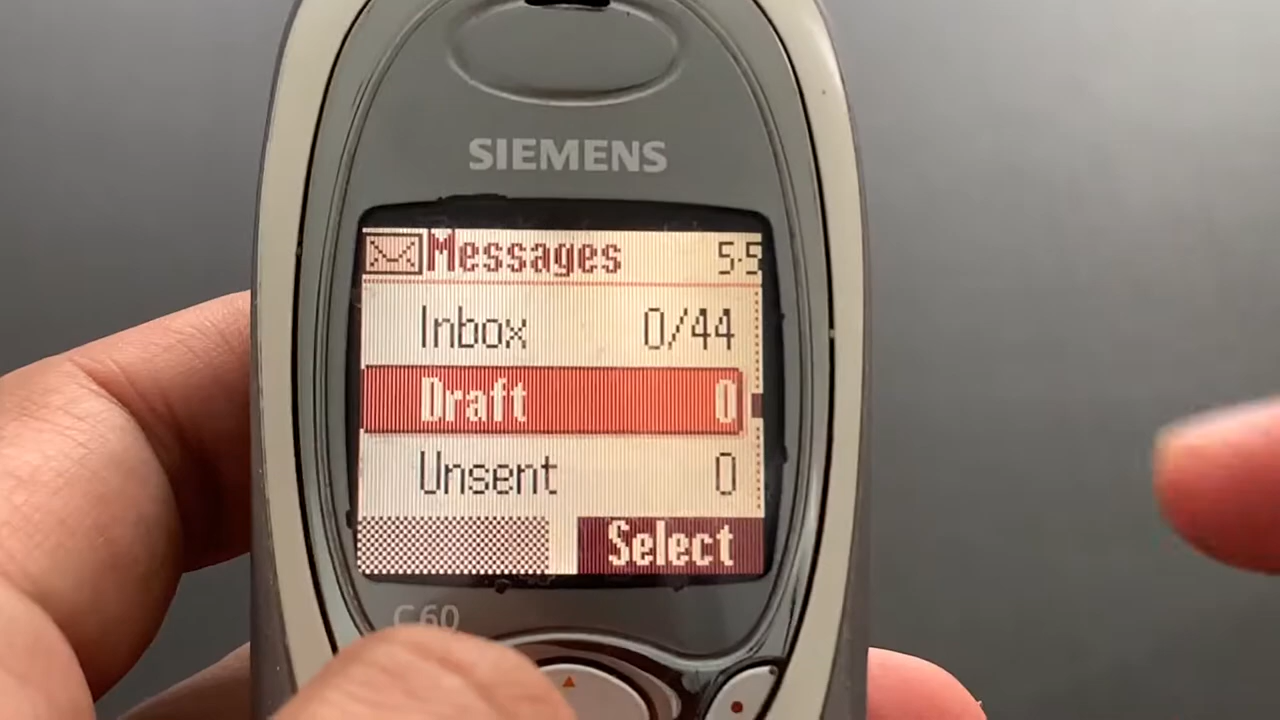 SIEMENS
Messages 5-5
Inbox 0/44
Draft 0
Unsent 0
Select
C60